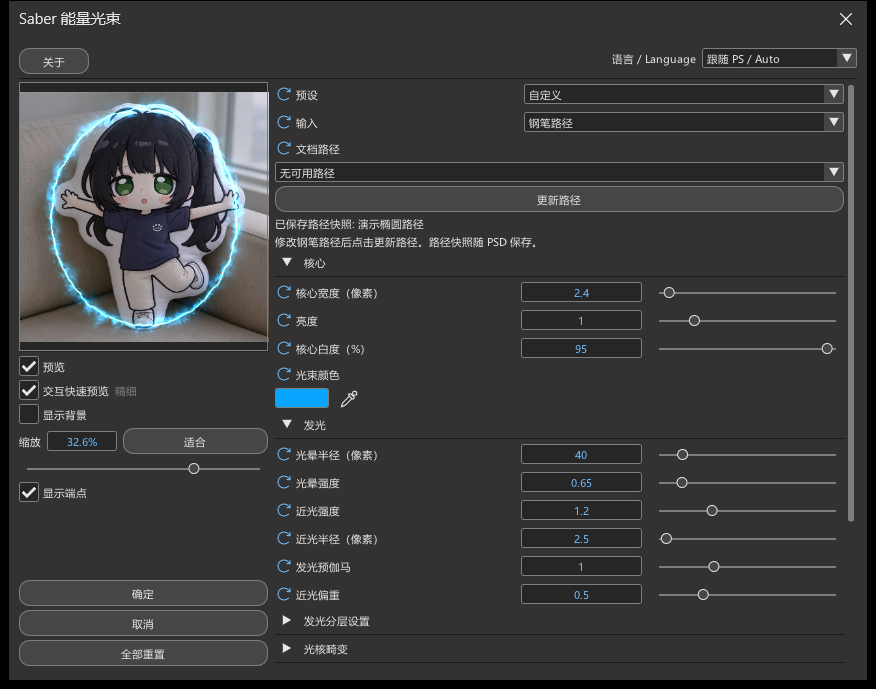 Saber 能量光束
关于
语言 / Language
跟随 PS / Auto
预设
自定义
输入
钢笔路径
文档路径
无可用路径
更新路径
已保存路径快照: 演示椭圆路径
修改钢笔路径后点击更新路径。路径快照随 PSD 保存。
核心
核心宽度（像素）
2.4
亮度
1
核心白度（%）
95
光束颜色
发光
光晕半径（像素）
40
光晕强度
0.65
近光强度
1.2
近光半径（像素）
2.5
发光预伽马
1
近光偏重
0.5
发光分层设置
光核畸变
预览
交互快速预览 精细
显示背景
缩放
32.6%
适合
显示端点
确定
取消
全部重置